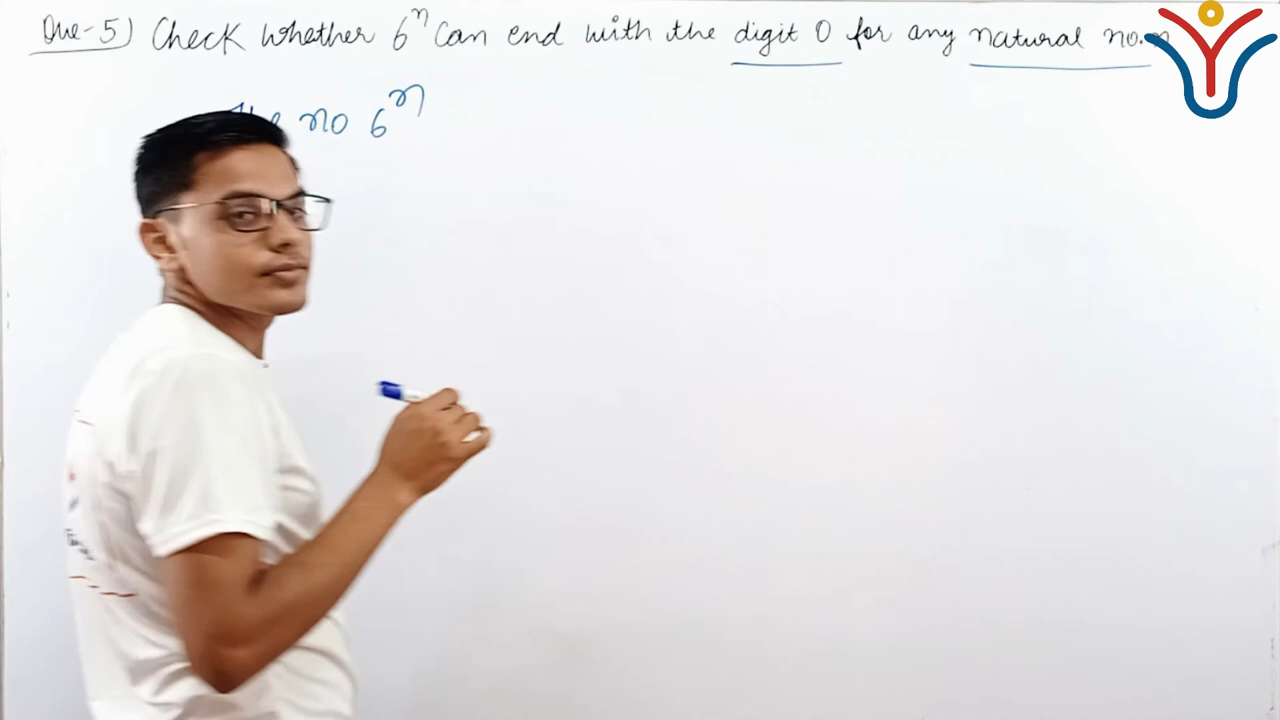 Que-5) Check whether 6ⁿ can end with the digit 0 for any natural no. n
no 6ⁿ